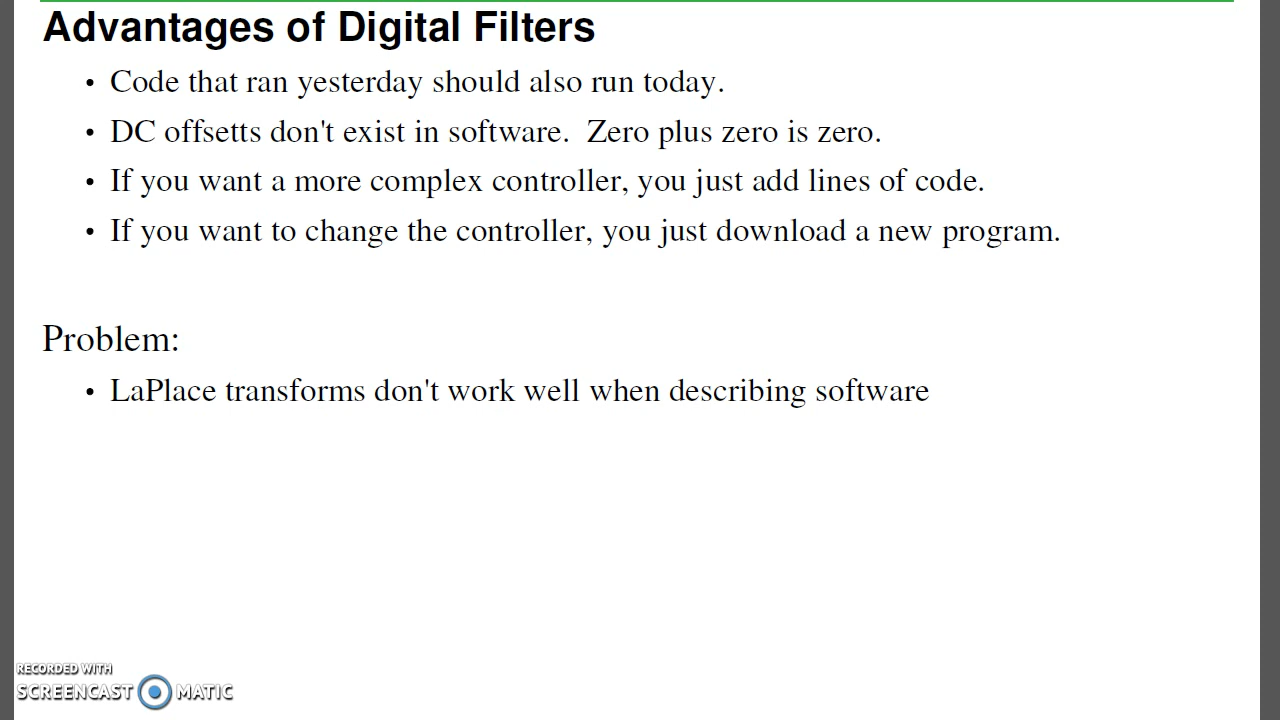 Advantages of Digital Filters
• Code that ran yesterday should also run today.
• DC offsetts don't exist in software.  Zero plus zero is zero.
• If you want a more complex controller, you just add lines of code.
• If you want to change the controller, you just download a new program.
Problem:
• LaPlace transforms don't work well when describing software
RECORDED WITH
SCREENCAST MATIC